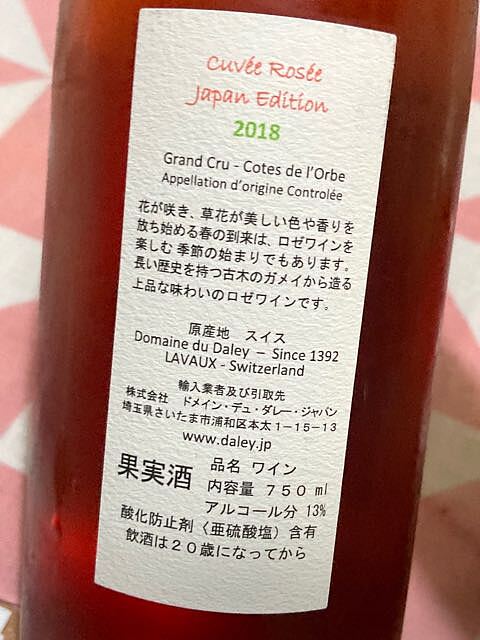 Cuvée Rosée
Japan Edition
2018
Grand Cru - Cotes de l'Orbe
Appellation d'origine Controlée
花が咲き、草花が美しい色や香りを
放ち始める春の到来は、ロゼワインを
楽しむ季節の始まりでもあります。
長い歴史を持つ古木のガメイから造る
上品な味わいのロゼワインです。
原産地 スイス
Domaine du Daley – Since 1392
LAVAUX - Switzerland
輸入業者及び引取先
株式会社 ドメイン・デュ・ダレー・ジャパン
埼玉県さいたま市浦和区本太1－15－13
www.daley.jp
果実酒 品名 ワイン
内容量 750 ml
アルコール分 13%
酸化防止剤〈亜硫酸塩〉含有
飲酒は20歳になってから